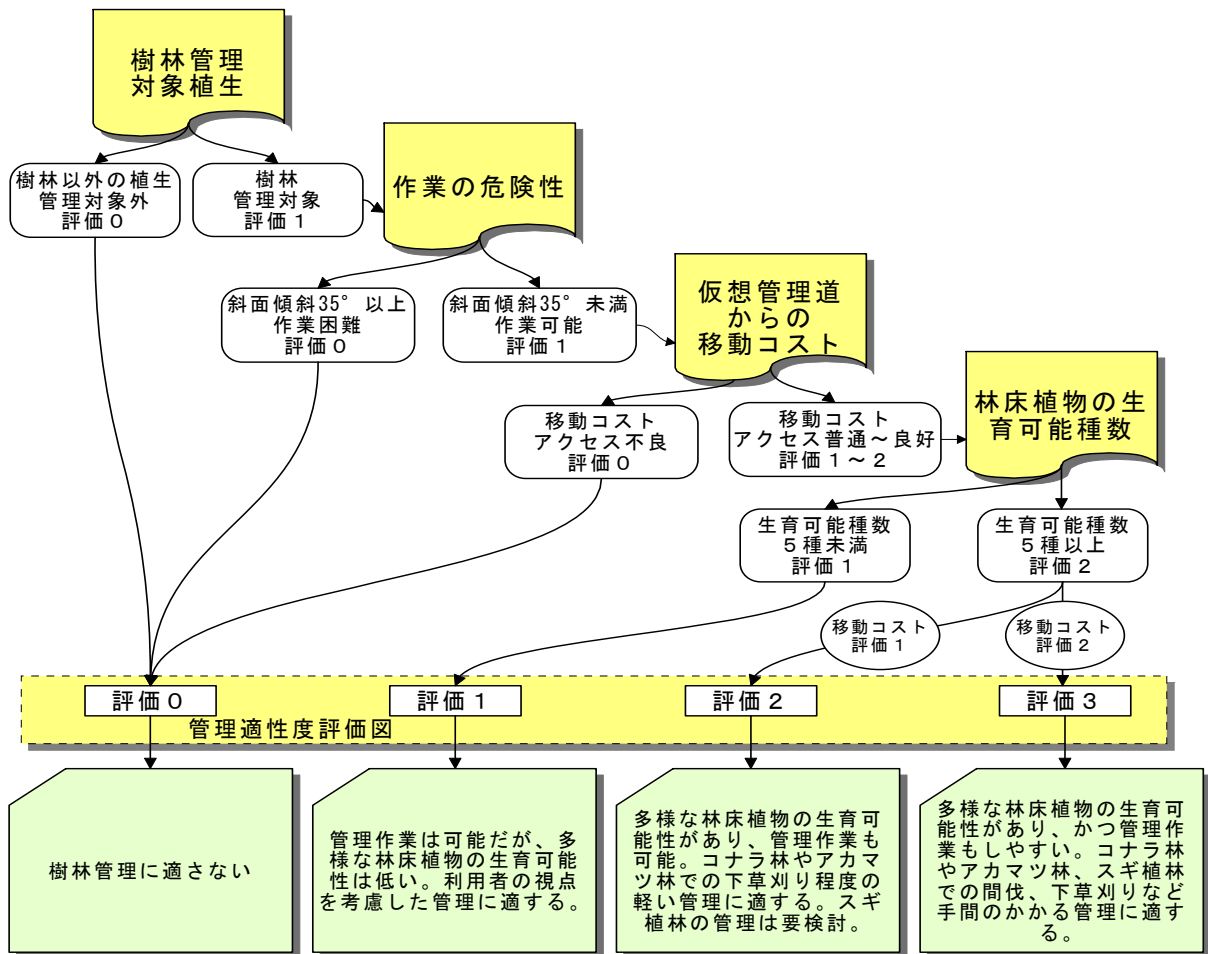 樹林管理
対象植生
樹林以外の植生
管理対象外
評価０
樹林
管理対象
評価１
作業の危険性
斜面傾斜35°以上
作業困難
評価０
斜面傾斜35°未満
作業可能
評価１
仮想管理道
からの
移動コスト
移動コスト
アクセス不良
評価０
移動コスト
アクセス普通～良好
評価１～２
林床植物の生
育可能種数
生育可能種数
５種未満
評価１
生育可能種数
５種以上
評価２
移動コスト
評価１
移動コスト
評価２
評価０
評価１
評価２
評価３
管理適性度評価図
樹林管理に適さない
管理作業は可能だが、多
様な林床植物の生育可能
性は低い。利用者の視点
を考慮した管理に適する。
多様な林床植物の生育可
能性があり、管理作業も
可能。コナラ林やアカマ
ツ林での下草刈り程度の
軽い管理に適する。スギ
植林の管理は要検討。
多様な林床植物の生育可
能性があり、かつ管理作
業もしやすい。コナラ林
やアカマツ林、スギ植林
での間伐、下草刈りなど
手間のかかる管理に適す
る。